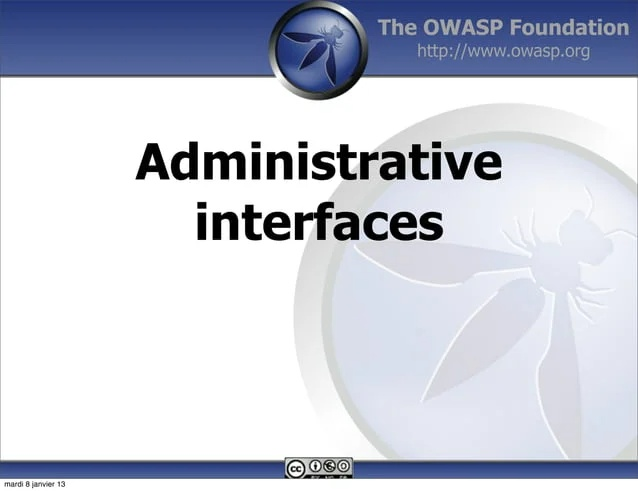 The OWASP Foundation
http://www.owasp.org
Administrative
interfaces
mardi 8 janvier 13